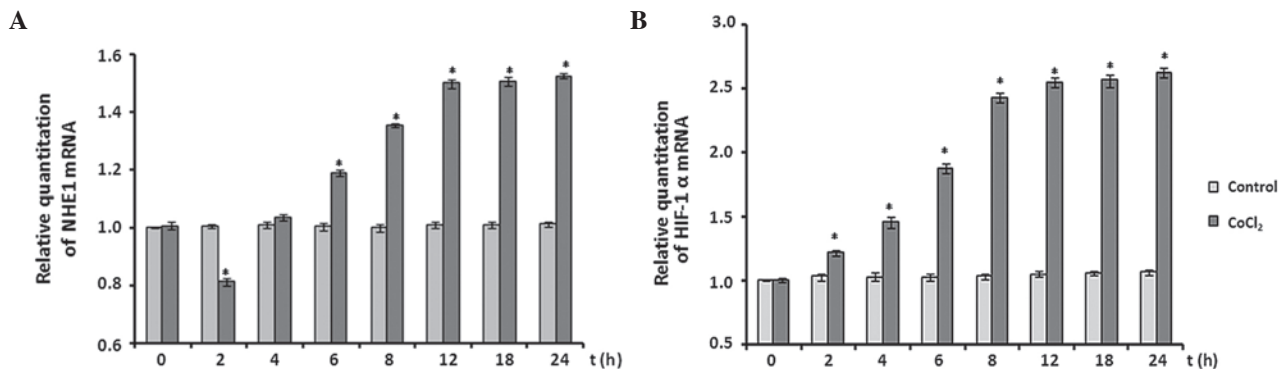 A
Relative quantitation
of NHE1 mRNA
1.6
1.4
1.2
1.0
0.8
0.6
*
*
*
*
*
*
0 2 4 6 8 12 18 24 t (h)
B
Relative quantitation
of HIF-1 α mRNA
3.0
2.5
2.0
1.5
1.0
0.5
*
*
*
*
*
*
*
0 2 4 6 8 12 18 24 t (h)
Control
CoCl₂